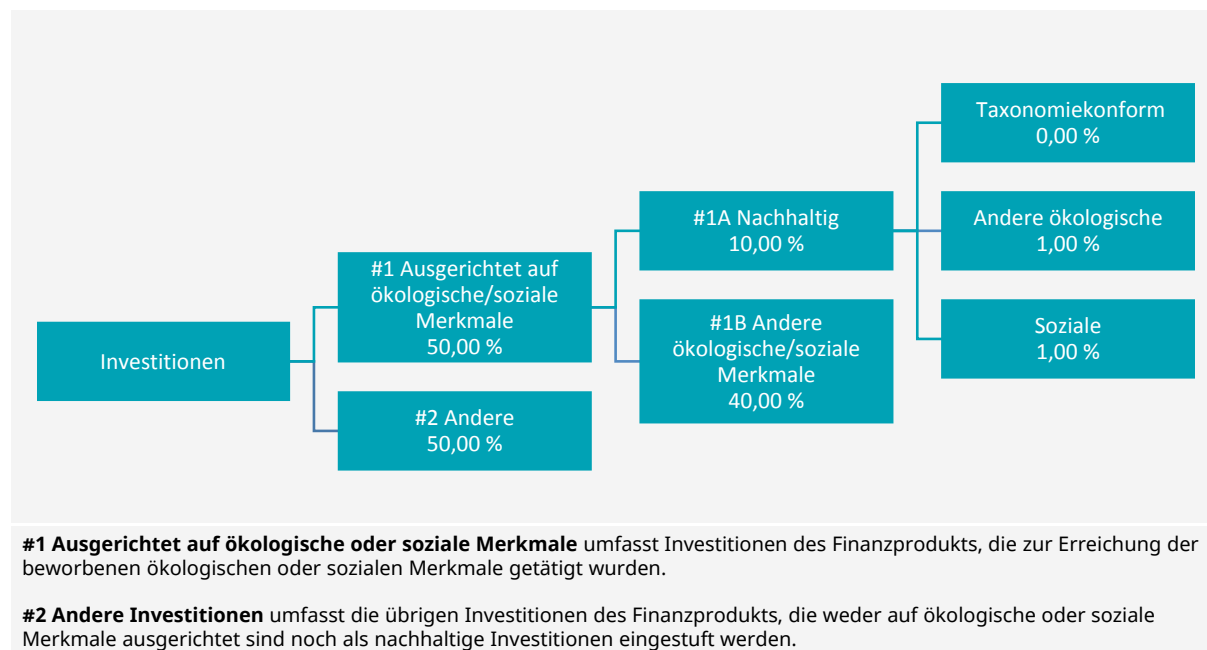 Investitionen
#1 Ausgerichtet auf
ökologische/soziale
Merkmale
50,00 %
#2 Andere
50,00 %
#1A Nachhaltig
10,00 %
#1B Andere
ökologische/soziale
Merkmale
40,00 %
Taxonomiekonform
0,00 %
Andere ökologische
1,00 %
Soziale
1,00 %
#1 Ausgerichtet auf ökologische oder soziale Merkmale umfasst Investitionen des Finanzprodukts, die zur Erreichung der
beworbenen ökologischen oder sozialen Merkmale getätigt wurden.
#2 Andere Investitionen umfasst die übrigen Investitionen des Finanzprodukts, die weder auf ökologische oder soziale
Merkmale ausgerichtet sind noch als nachhaltige Investitionen eingestuft werden.